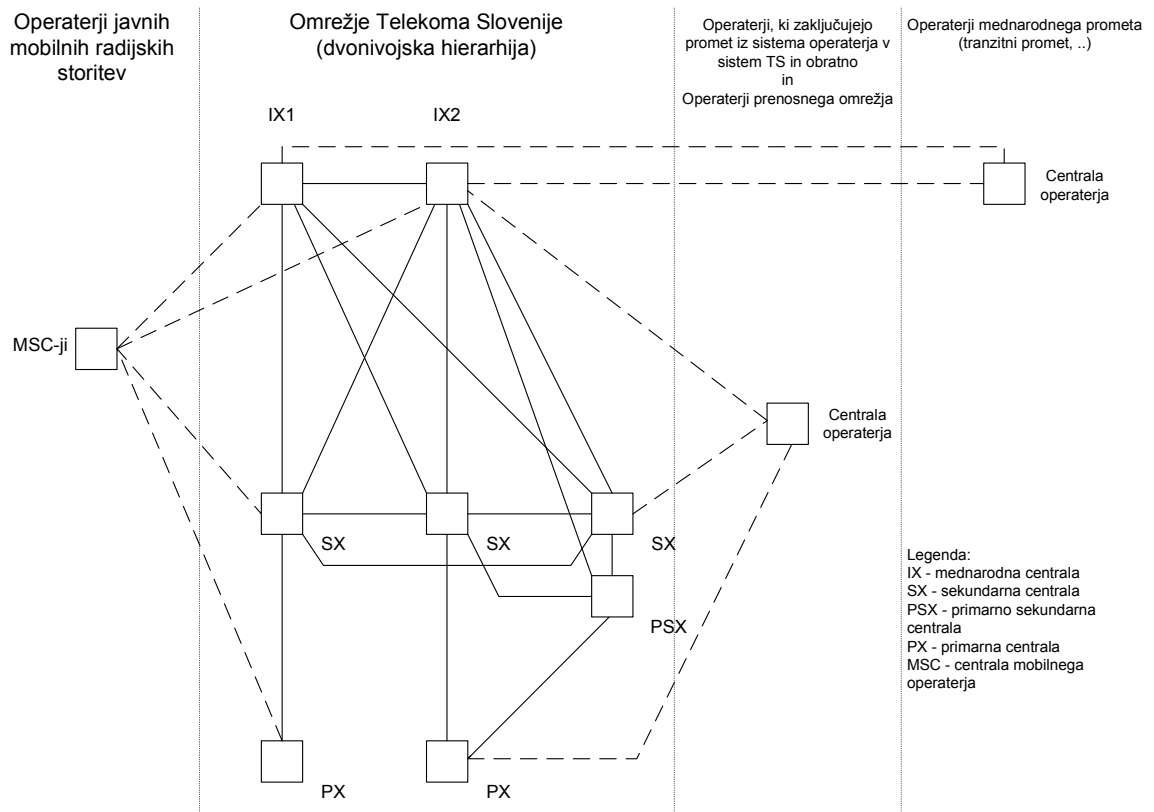 Operaterji javnih
mobilnih radijskih
storitev
Omrežje Telekoma Slovenije
(dvonivojska hierarhija)
Operaterji, ki zaključujejo
promet iz sistema operaterja v
sistem TS in obratno
in
Operaterji prenosnega omrežja
Operaterji mednarodnega prometa
(tranzitni promet, ..)
IX1
IX2
Centrala
operaterja
MSC-ji
Centrala
operaterja
SX
SX
SX
PSX
PX
PX
Legenda:
IX - mednarodna centrala
SX - sekundarna centrala
PSX - primarno sekundarna
centrala
PX - primarna centrala
MSC - centrala mobilnega
operaterja